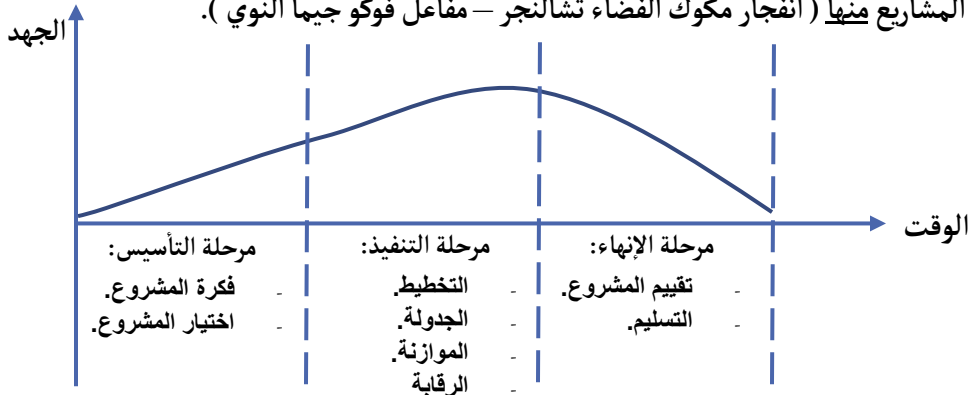 المشاريع منها ( انفجار مكوك الفضاء تشالنجر – مفاعل فوكو جيما النوي ).
الجهد
الوقت
مرحلة التأسيس:
- فكرة المشروع.
- اختيار المشروع.
مرحلة التنفيذ:
- التخطيط.
- الجدولة.
- الموازنة.
- الرقابة
مرحلة الإنهاء:
- تقييم المشروع.
- التسليم.